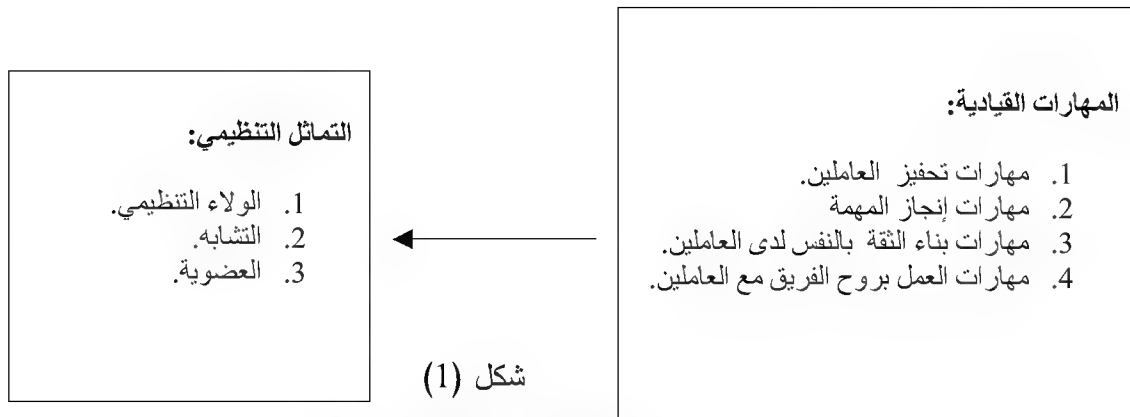 المهارات القيادية:
1. مهارات تحفيز العاملين.
2. مهارات إنجاز المهمة
3. مهارات بناء الثقة بالنفس لدى العاملين.
4. مهارات العمل بروح الفريق مع العاملين.
التماثل التنظيمي:
1. الولاء التنظيمي.
2. التشابه.
3. العضوية.
شكل (1)